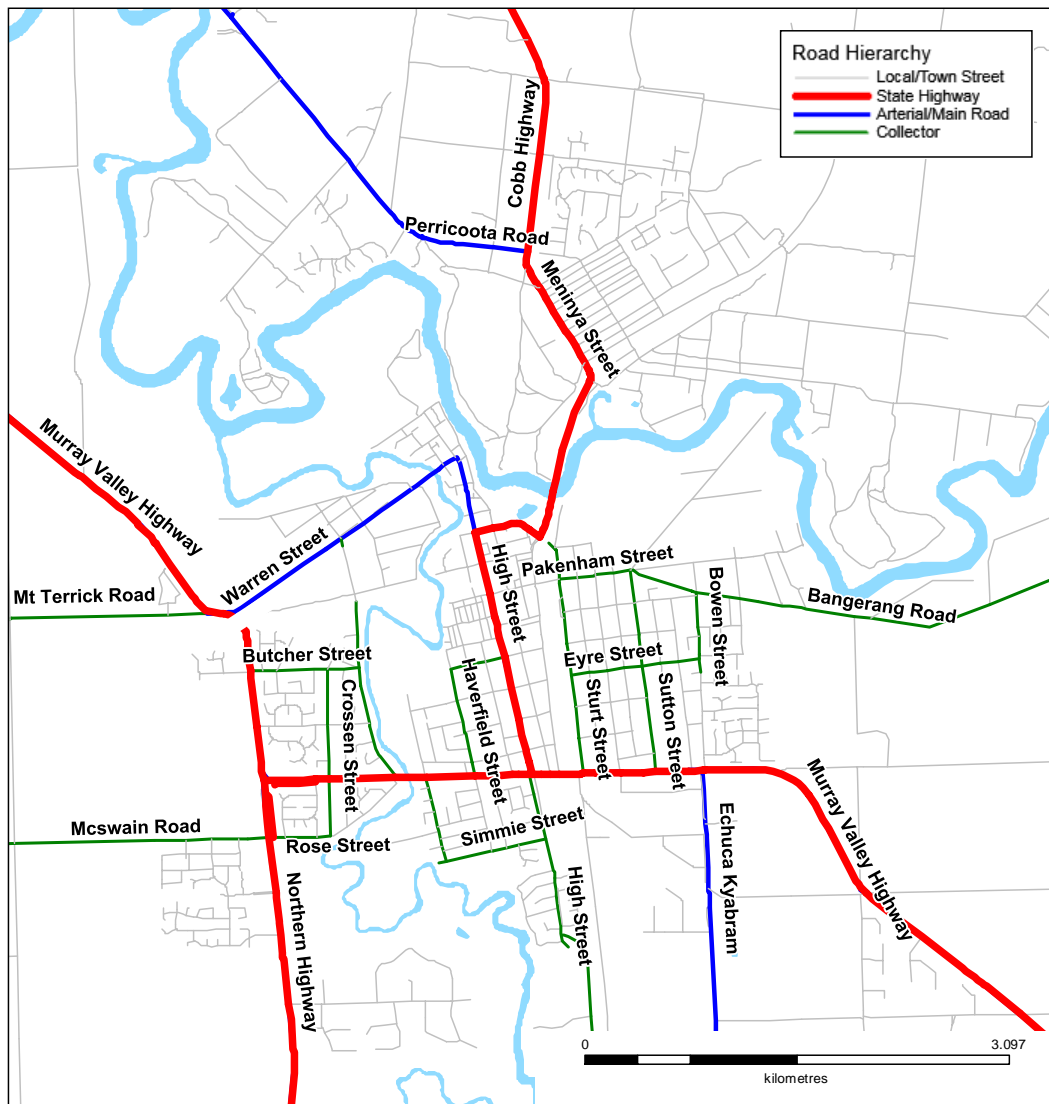 Road Hierarchy
Local/Town Street
State Highway
Arterial/Main Road
Collector
Cobb Highway
Perricoota Road
Meninya Street
Murray Valley Highway
Warren Street
High Street
Pakenham Street
Mt Terrick Road
Bowen Street
Bangerang Road
Butcher Street
Eyre Street
Haverfield Street
Crossen Street
Sturt Street
Sutton Street
Murray Valley Highway
Mcswain Road
Rose Street
Simmie Street
Echuca Kyabram
High Street
Northern Highway
0
3.097
kilometres